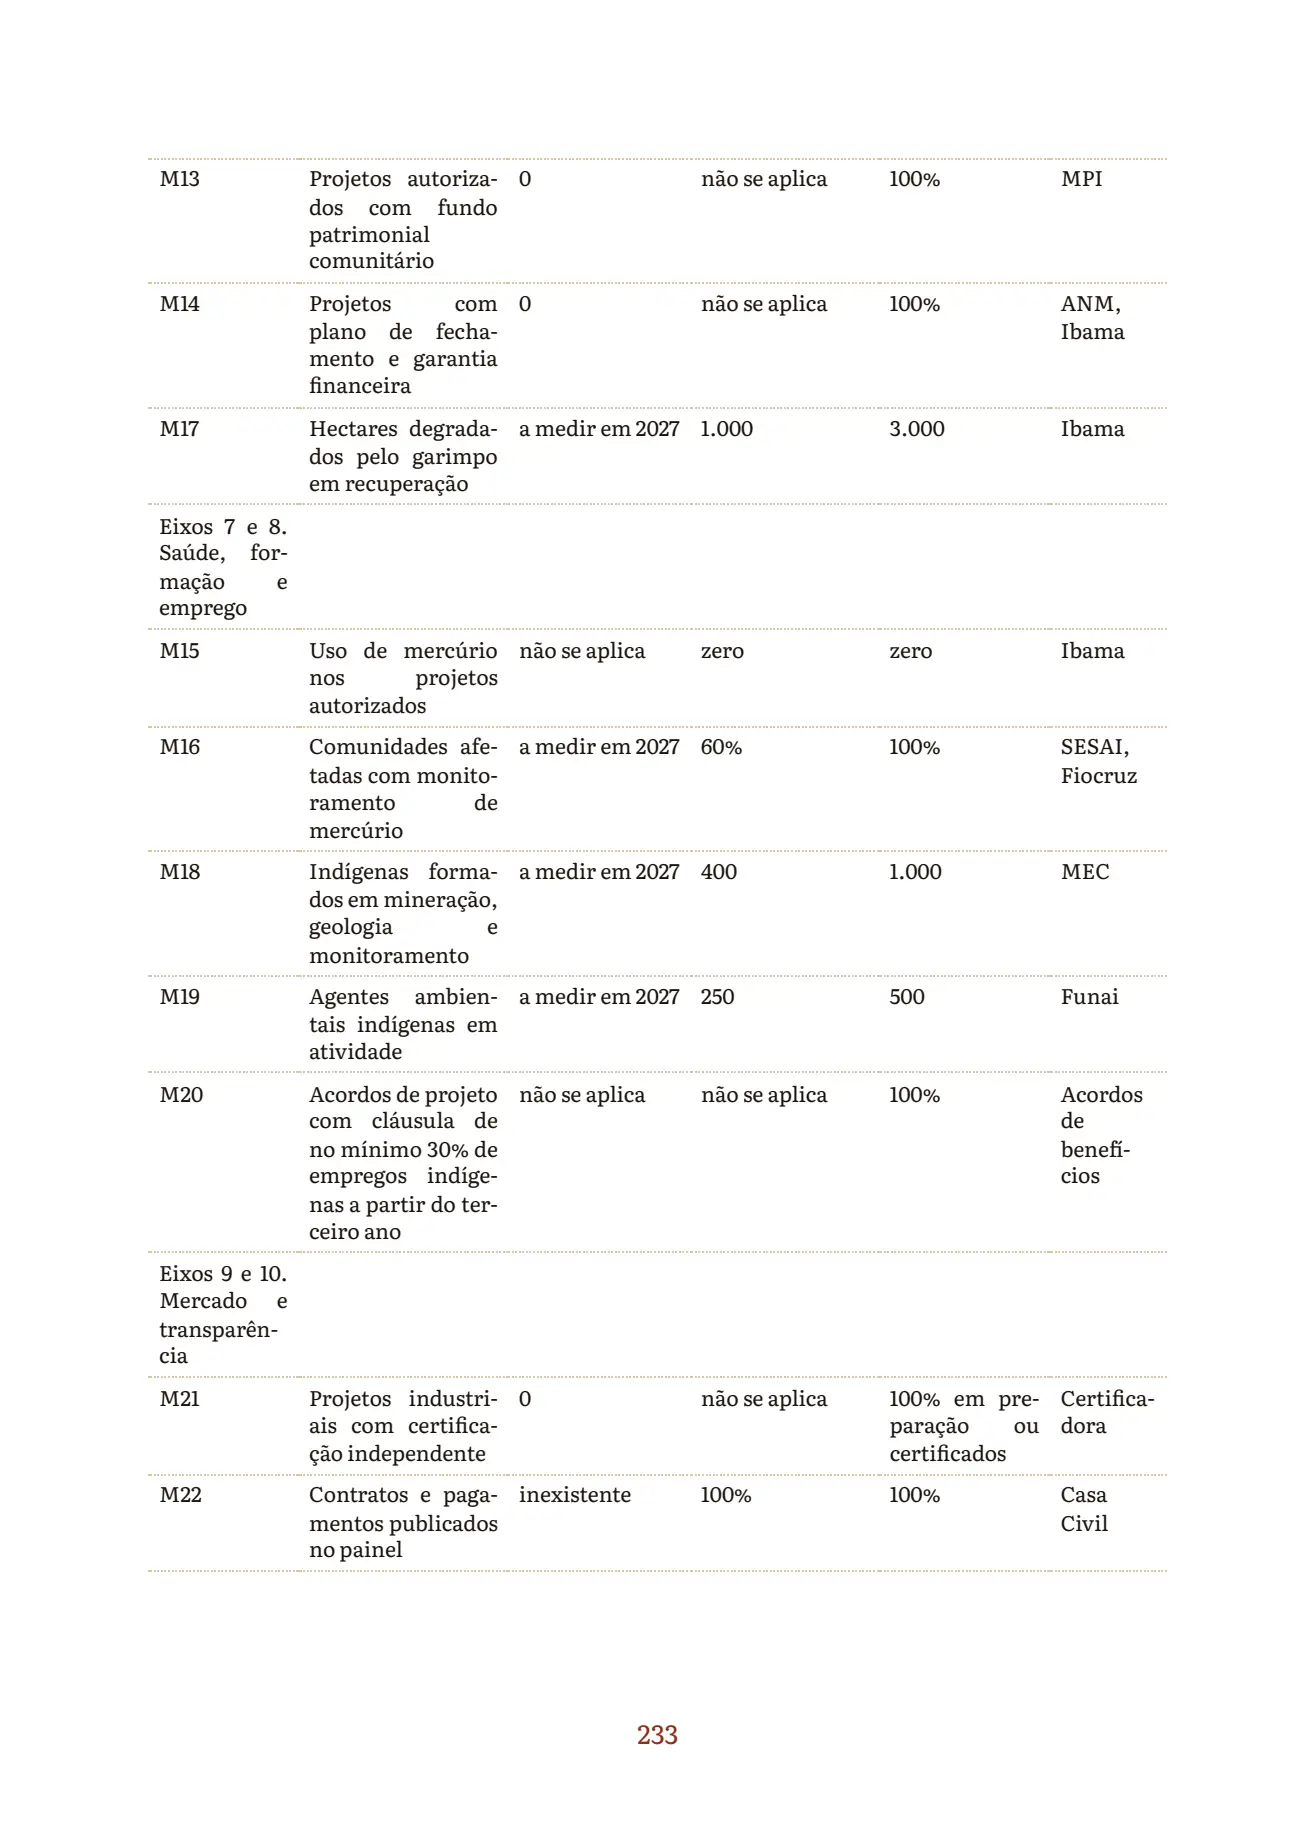 M13 Projetos autoriza- 0 não se aplica 100% MPI
dos com fundo
patrimonial
comunitário
M14 Projetos com 0 não se aplica 100% ANM,
plano de fecha- Ibama
mento e garantia
financeira
M17 Hectares degrada- a medir em 2027 1.000 3.000 Ibama
dos pelo garimpo
em recuperação
Eixos 7 e 8.
Saúde, for-
mação e
emprego
M15 Uso de mercúrio não se aplica zero zero Ibama
nos projetos
autorizados
M16 Comunidades afe- a medir em 2027 60% 100% SESAI,
tadas com monito- Fiocruz
ramento de
mercúrio
M18 Indígenas forma- a medir em 2027 400 1.000 MEC
dos em mineração,
geologia e
monitoramento
M19 Agentes ambien- a medir em 2027 250 500 Funai
tais indígenas em
atividade
M20 Acordos de projeto não se aplica não se aplica 100% Acordos
com cláusula de de
no mínimo 30% de benefí-
empregos indíge- cios
nas a partir do ter-
ceiro ano
Eixos 9 e 10.
Mercado e
transparên-
cia
M21 Projetos industri- 0 não se aplica 100% em pre- Certifica-
ais com certifica- paração ou dora
ção independente certificados
M22 Contratos e paga- inexistente 100% 100% Casa
mentos publicados Civil
no painel
233